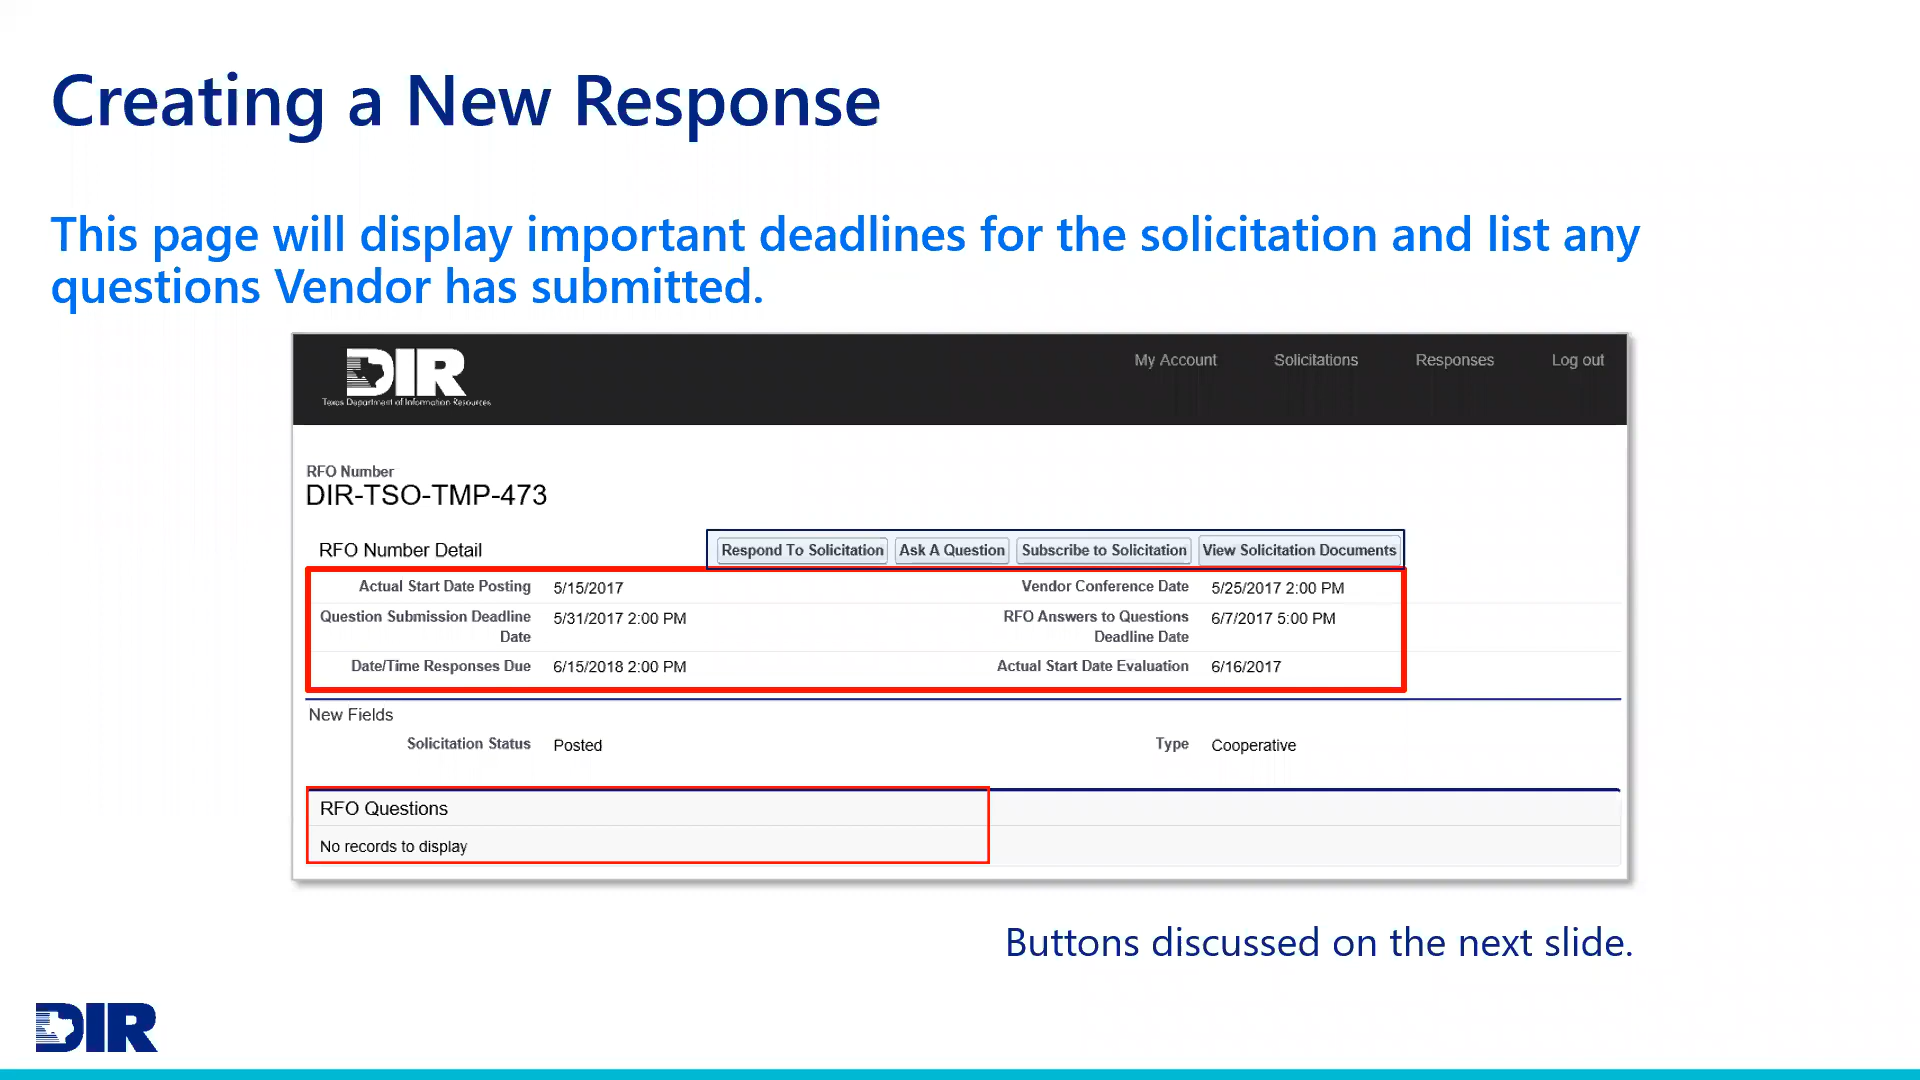 Creating a New Response
This page will display important deadlines for the solicitation and list any
questions Vendor has submitted.
DIR
Texas Department of Information Resources
My Account Solicitations Responses Log out
RFO Number
DIR-TSO-TMP-473
RFO Number Detail
Respond To Solicitation Ask A Question Subscribe to Solicitation View Solicitation Documents
Actual Start Date Posting 5/15/2017 Vendor Conference Date 5/25/2017 2:00 PM
Question Submission Deadline 5/31/2017 2:00 PM RFO Answers to Questions 6/7/2017 5:00 PM
Date Deadline Date
Date/Time Responses Due 6/15/2018 2:00 PM Actual Start Date Evaluation 6/16/2017
New Fields
Solicitation Status Posted Type Cooperative
RFO Questions
No records to display
Buttons discussed on the next slide.
DIR